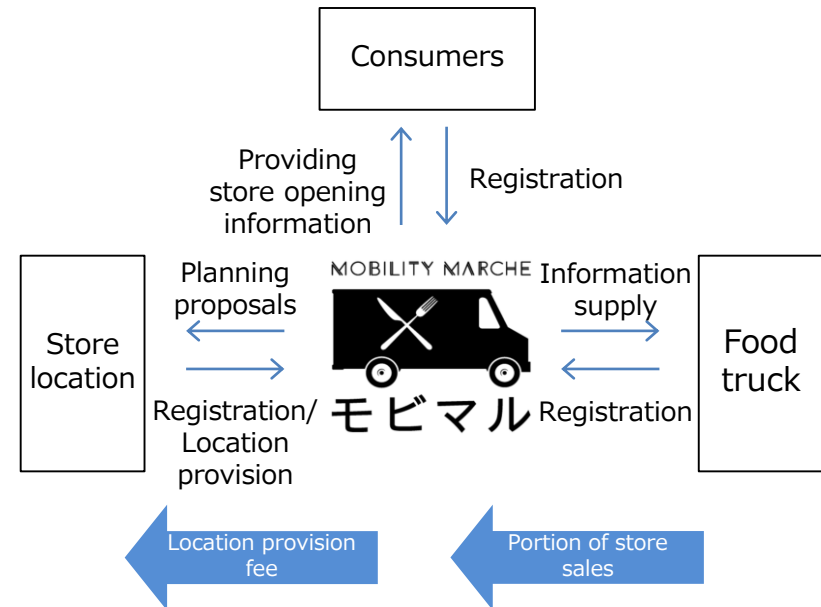 Consumers
Providing
store opening
information
Registration
Planning
proposals
MOBILITY MARCHE
Information
supply
Store
location
Food
truck
Registration/
Location
provision
モビマル
Registration
Location provision
fee
Portion of store
sales